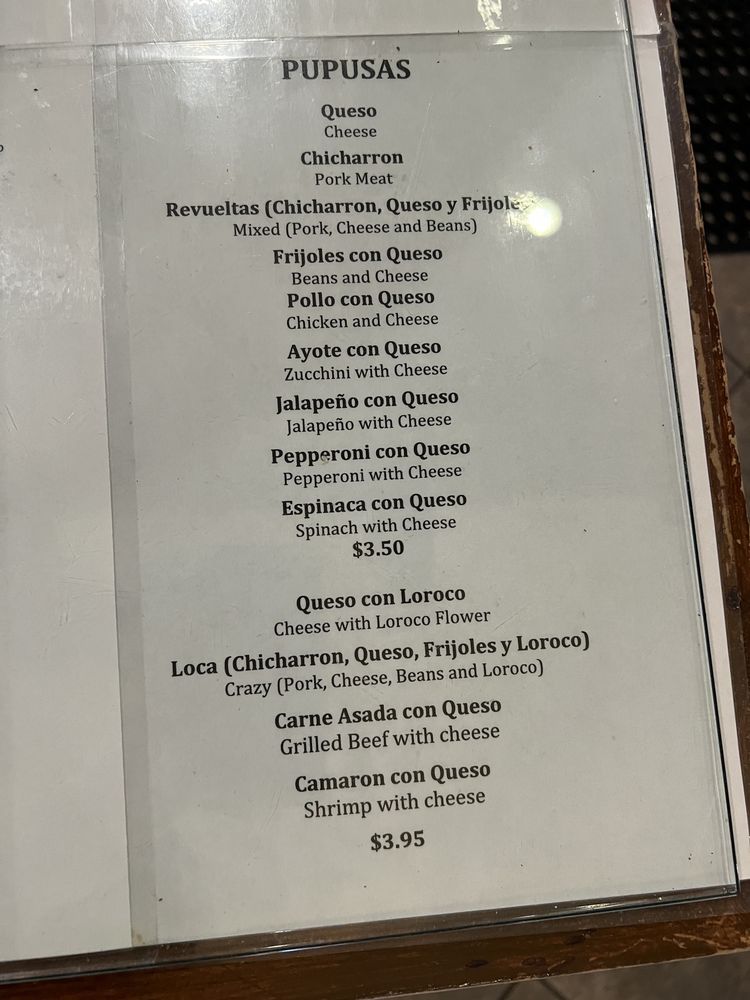 PUPUSAS
Queso
Cheese
Chicharron
Pork Meat
Revueltas (Chicharron, Queso y Frijole
Mixed (Pork, Cheese and Beans)
Frijoles con Queso
Beans and Cheese
Pollo con Queso
Chicken and Cheese
Ayote con Queso
Zucchini with Cheese
Jalapeño con Queso
Jalapeño with Cheese
Pepperoni con Queso
Pepperoni with Cheese
Espinaca con Queso
Spinach with Cheese
$3.50
Queso con Loroco
Cheese with Loroco Flower
Loca (Chicharron, Queso, Frijoles y Loroco)
Crazy (Pork, Cheese, Beans and Loroco)
Carne Asada con Queso
Grilled Beef with cheese
Camaron con Queso
Shrimp with cheese
$3.95